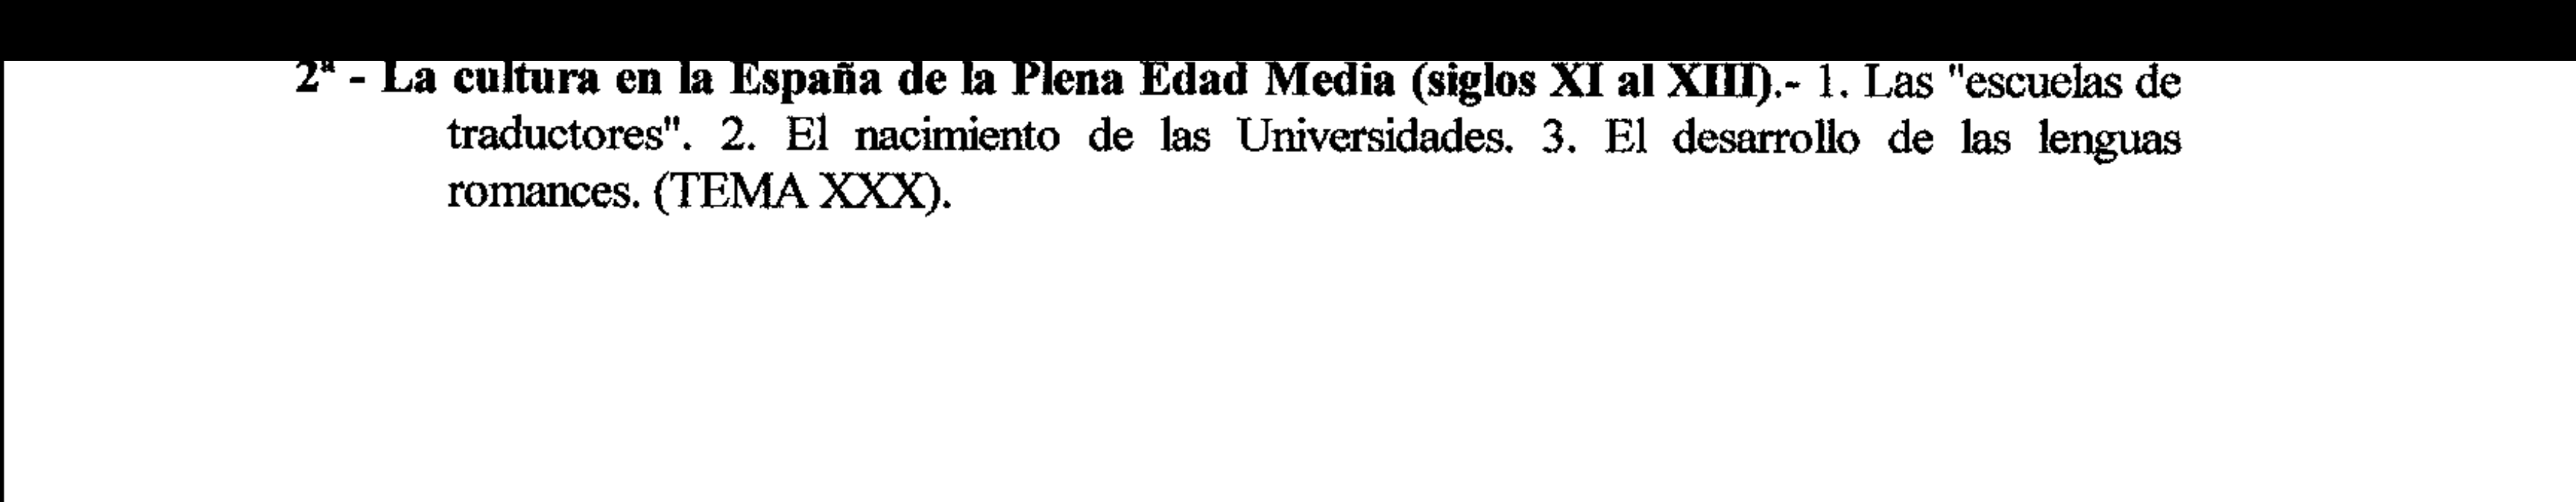 2ª - La cultura en la España de la Plena Edad Media (siglos XI al XIII).- 1. Las "escuelas de
traductores". 2. El nacimiento de las Universidades. 3. El desarrollo de las lenguas
romances. (TEMA XXX).